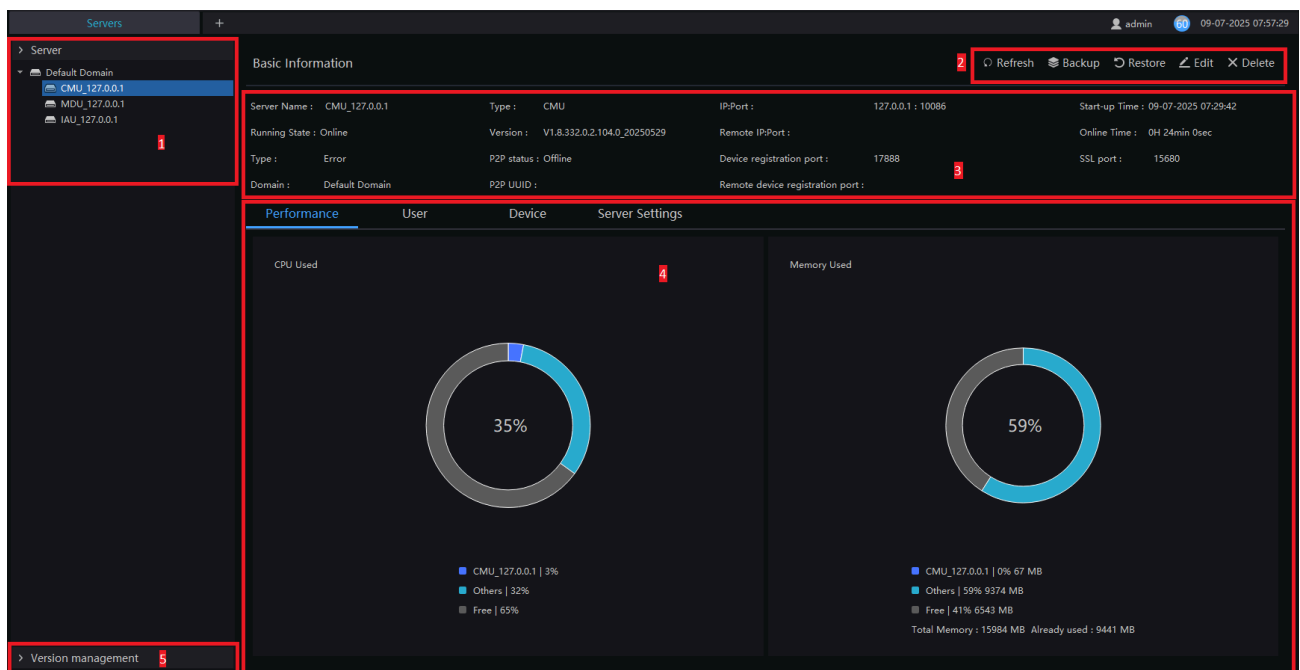 Servers + admin 60 09-07-2025 07:57:29
Server
Default Domain
CMU_127.0.0.1
MDU_127.0.0.1
IAU_127.0.0.1
1
Basic Information
2
Refresh Backup Restore Edit Delete
Server Name : CMU_127.0.0.1 Type : CMU IP:Port : 127.0.0.1 : 10086 Start-up Time : 09-07-2025 07:29:42
Running State : Online Version : V1.8.332.0.2.104.0_20250529 Remote IP:Port : Online Time : 0H 24min 0sec
Type : Error P2P status : Offline Device registration port : 17888 SSL port : 15680
3
Domain : Default Domain P2P UUID : Remote device registration port :
Performance User Device Server Settings
4
CPU Used
35%
CMU_127.0.0.1 | 3%
Others | 32%
Free | 65%
Memory Used
59%
CMU_127.0.0.1 | 0% 67 MB
Others | 59% 9374 MB
Free | 41% 6543 MB
Total Memory : 15984 MB Already used : 9441 MB
Version management 5